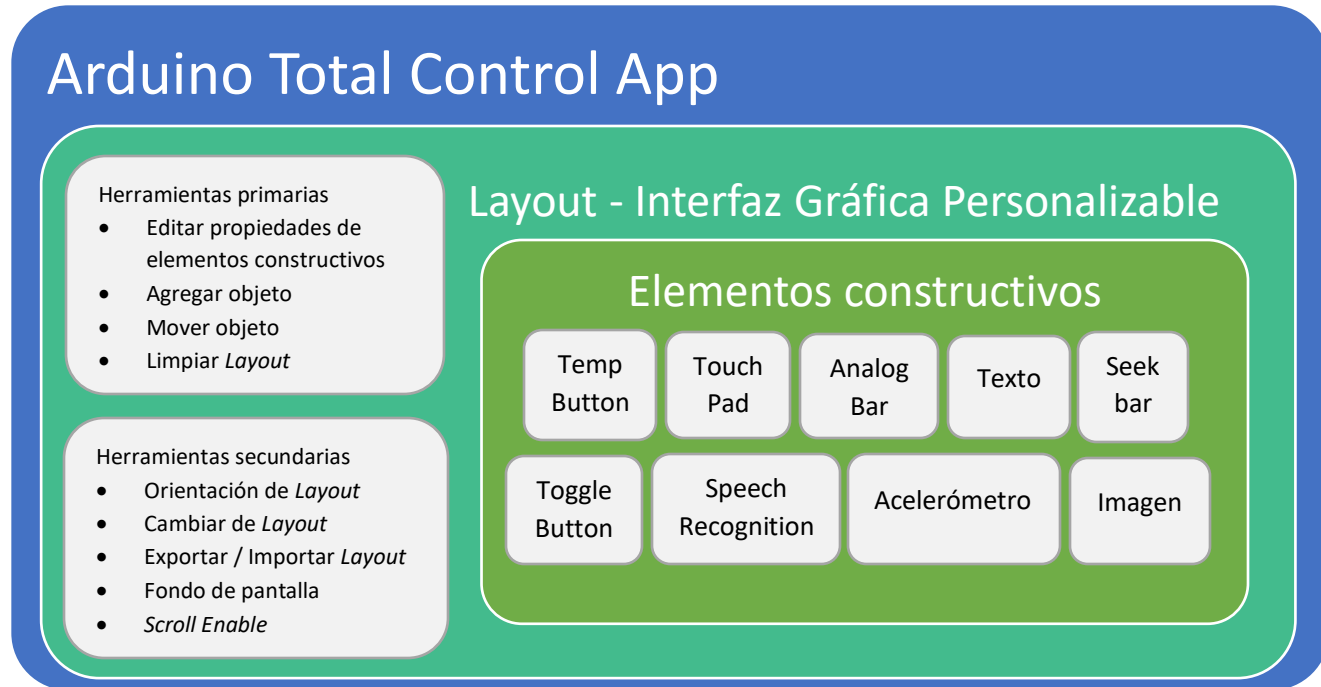 Arduino Total Control App
Herramientas primarias
• Editar propiedades de
elementos constructivos
• Agregar objeto
• Mover objeto
• Limpiar Layout
Herramientas secundarias
• Orientación de Layout
• Cambiar de Layout
• Exportar / Importar Layout
• Fondo de pantalla
• Scroll Enable
Layout - Interfaz Gráfica Personalizable
Elementos constructivos
Temp
Button
Touch
Pad
Analog
Bar
Texto
Seek
bar
Toggle
Button
Speech
Recognition
Acelerómetro
Imagen